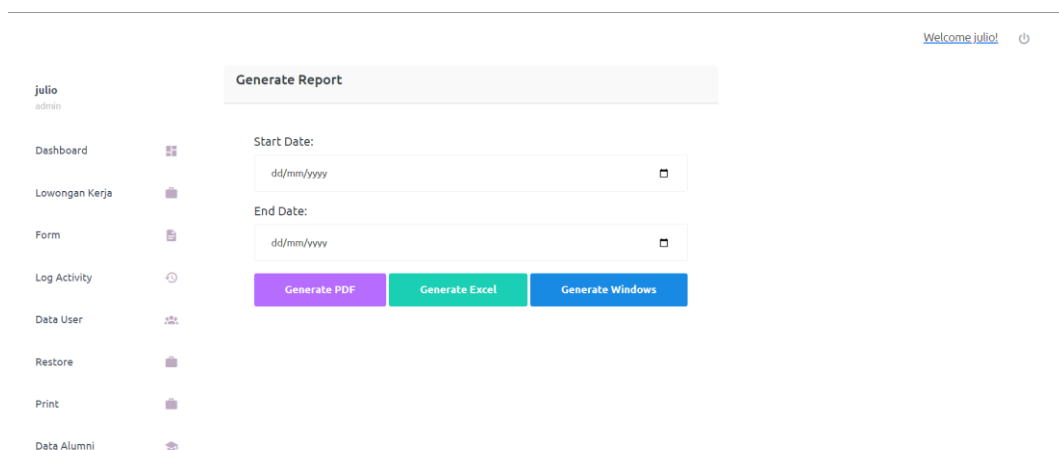 Welcome julio!
julio
admin
Dashboard
Lowongan Kerja
Form
Log Activity
Data User
Restore
Print
Data Alumni
Generate Report
Start Date:
dd/mm/yyyy
End Date:
dd/mm/yyyy
Generate PDF
Generate Excel
Generate Windows